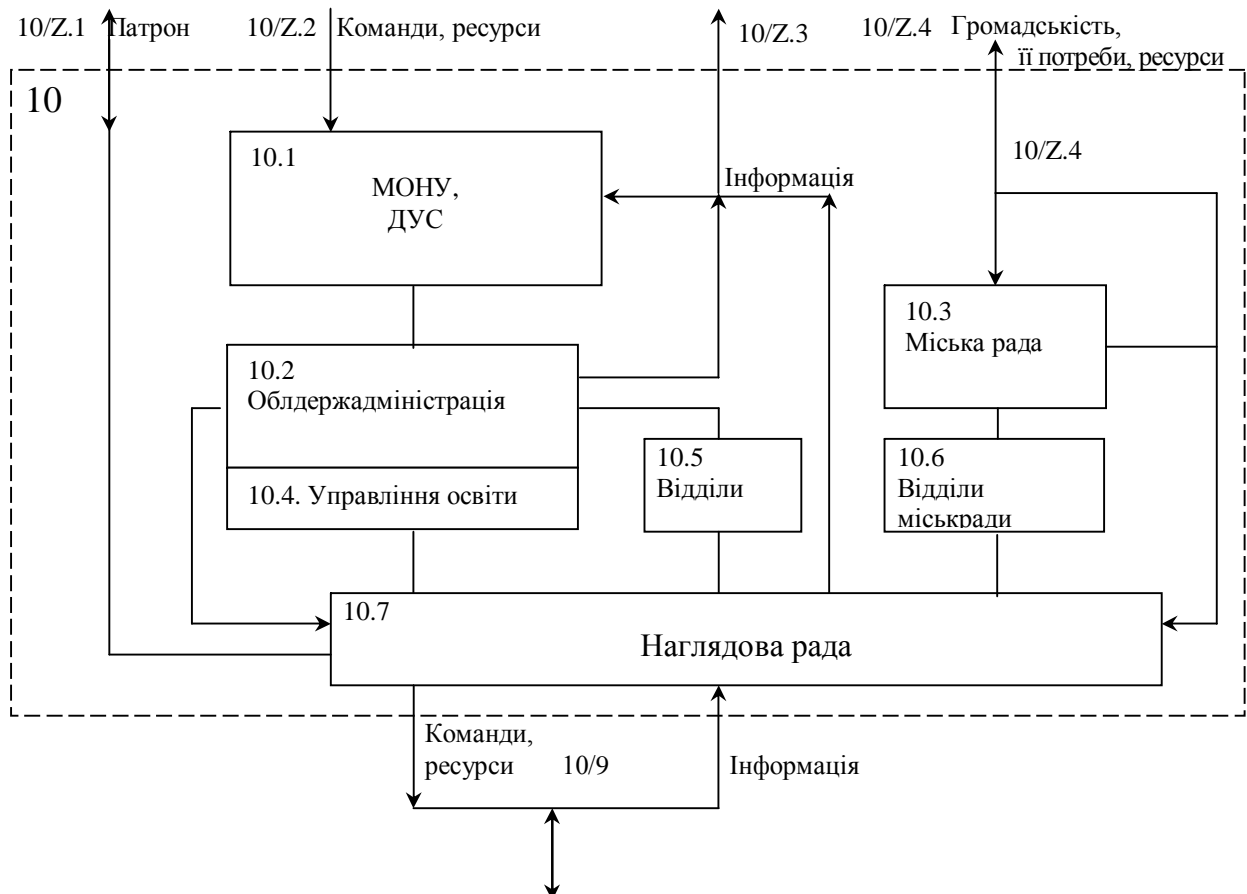 10/Z.1 Патрон
10/Z.2 Команди, ресурси
10/Z.3
10/Z.4 Громадськість,
її потреби, ресурси
10
10/Z.4
10.1
МОНУ,
ДУС
Інформація
10.2
Облдержадміністрація
10.3
Міська рада
10.4. Управління освіти
10.5
Відділи
10.6
Відділи
міськради
10.7
Наглядова рада
Команди,
ресурси 10/9 Інформація